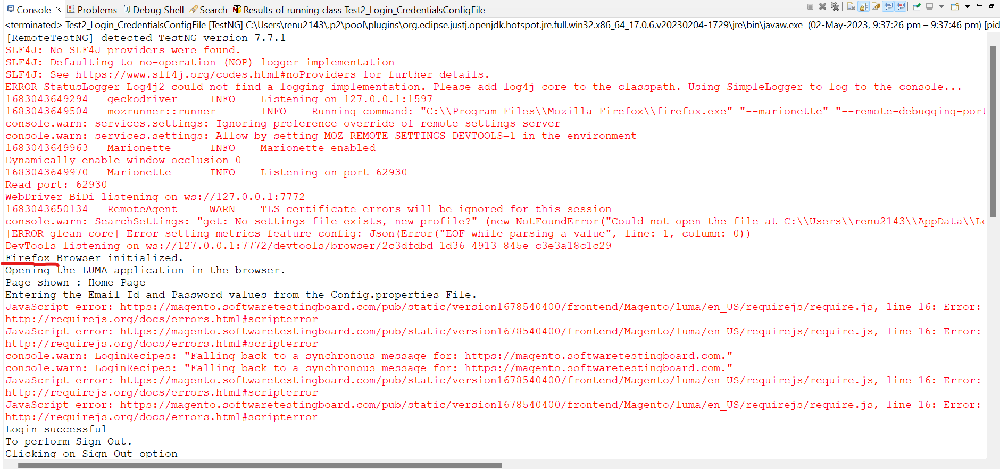 Console Problems Debug Shell Search Results of running class Test2_Login_CredentialsConfigFile
<terminated> Test2_Login_CredentialsConfigFile [TestNG] C:\Users\renu2143\.p2\pool\plugins\org.eclipse.justj.openjdk.hotspot.jre.full.win32.x86_64_17.0.6.v20230204-1729\jre\bin\javaw.exe (02-May-2023, 9:37:26 pm – 9:37:46 pm) [pid
[RemoteTestNG] detected TestNG version 7.7.1
SLF4J: No SLF4J providers were found.
SLF4J: Defaulting to no-operation (NOP) logger implementation
SLF4J: See https://www.slf4j.org/codes.html#noProviders for further details.
ERROR StatusLogger Log4j2 could not find a logging implementation. Please add log4j-core to the classpath. Using SimpleLogger to log to the console...
1683043649294 geckodriver INFO Listening on 127.0.0.1:1597
1683043649504 mozrunner::runner INFO Running command: "C:\\Program Files\\Mozilla Firefox\\firefox.exe" "--marionette" "--remote-debugging-port
console.warn: services.settings: Ignoring preference override of remote settings server
console.warn: services.settings: Allow by setting MOZ_REMOTE_SETTINGS_DEVTOOLS=1 in the environment
1683043649963 Marionette INFO Marionette enabled
Dynamically enable window occlusion 0
1683043649970 Marionette INFO Listening on port 62930
Read port: 62930
WebDriver BiDi listening on ws://127.0.0.1:7772
1683043650134 RemoteAgent WARN TLS certificate errors will be ignored for this session
console.warn: SearchSettings: "get: No settings file exists, new profile?" (new NotFoundError("Could not open the file at C:\\Users\\renu2143\\AppData\\Lo
[ERROR glean_core] Error setting metrics feature config: Json(Error("EOF while parsing a value", line: 1, column: 0))
DevTools listening on ws://127.0.0.1:7772/devtools/browser/2c3dfdbd-1d36-4913-845e-c3e3a18c1c29
Firefox Browser initialized.
Opening the LUMA application in the browser.
Page shown : Home Page
Entering the Email Id and Password values from the Config.properties File.
JavaScript error: https://magento.softwaretestingboard.com/pub/static/version1678540400/frontend/Magento/luma/en_US/requirejs/require.js, line 16: Error:
http://requirejs.org/docs/errors.html#scripterror
JavaScript error: https://magento.softwaretestingboard.com/pub/static/version1678540400/frontend/Magento/luma/en_US/requirejs/require.js, line 16: Error:
http://requirejs.org/docs/errors.html#scripterror
console.warn: LoginRecipes: "Falling back to a synchronous message for: https://magento.softwaretestingboard.com."
console.warn: LoginRecipes: "Falling back to a synchronous message for: https://magento.softwaretestingboard.com."
JavaScript error: https://magento.softwaretestingboard.com/pub/static/version1678540400/frontend/Magento/luma/en_US/requirejs/require.js, line 16: Error:
http://requirejs.org/docs/errors.html#scripterror
JavaScript error: https://magento.softwaretestingboard.com/pub/static/version1678540400/frontend/Magento/luma/en_US/requirejs/require.js, line 16: Error:
http://requirejs.org/docs/errors.html#scripterror
Login successful
To perform Sign Out.
Clicking on Sign Out option